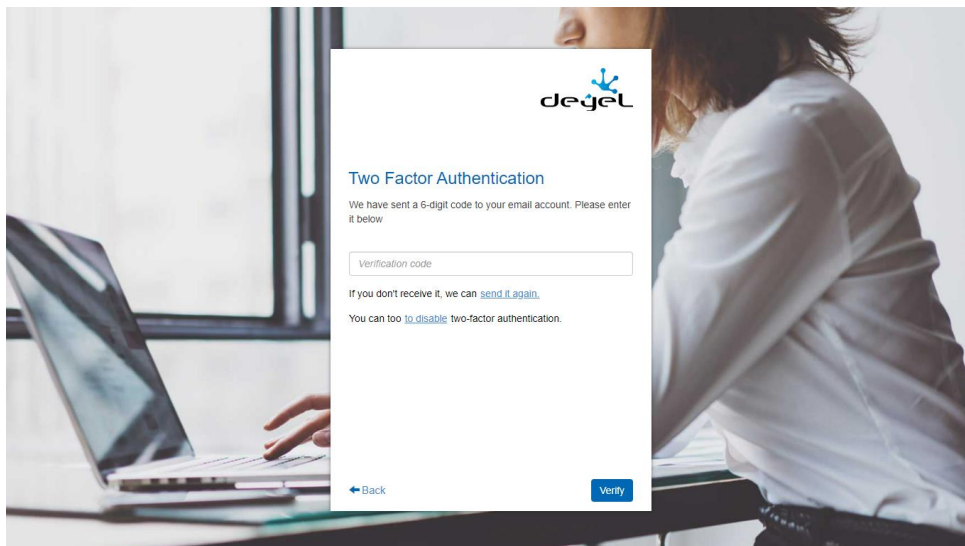 deyel
Two Factor Authentication
We have sent a 6-digit code to your email account. Please enter
it below
Verification code
If you don't receive it, we can send it again.
You can too to disable two-factor authentication.
Back
Verify